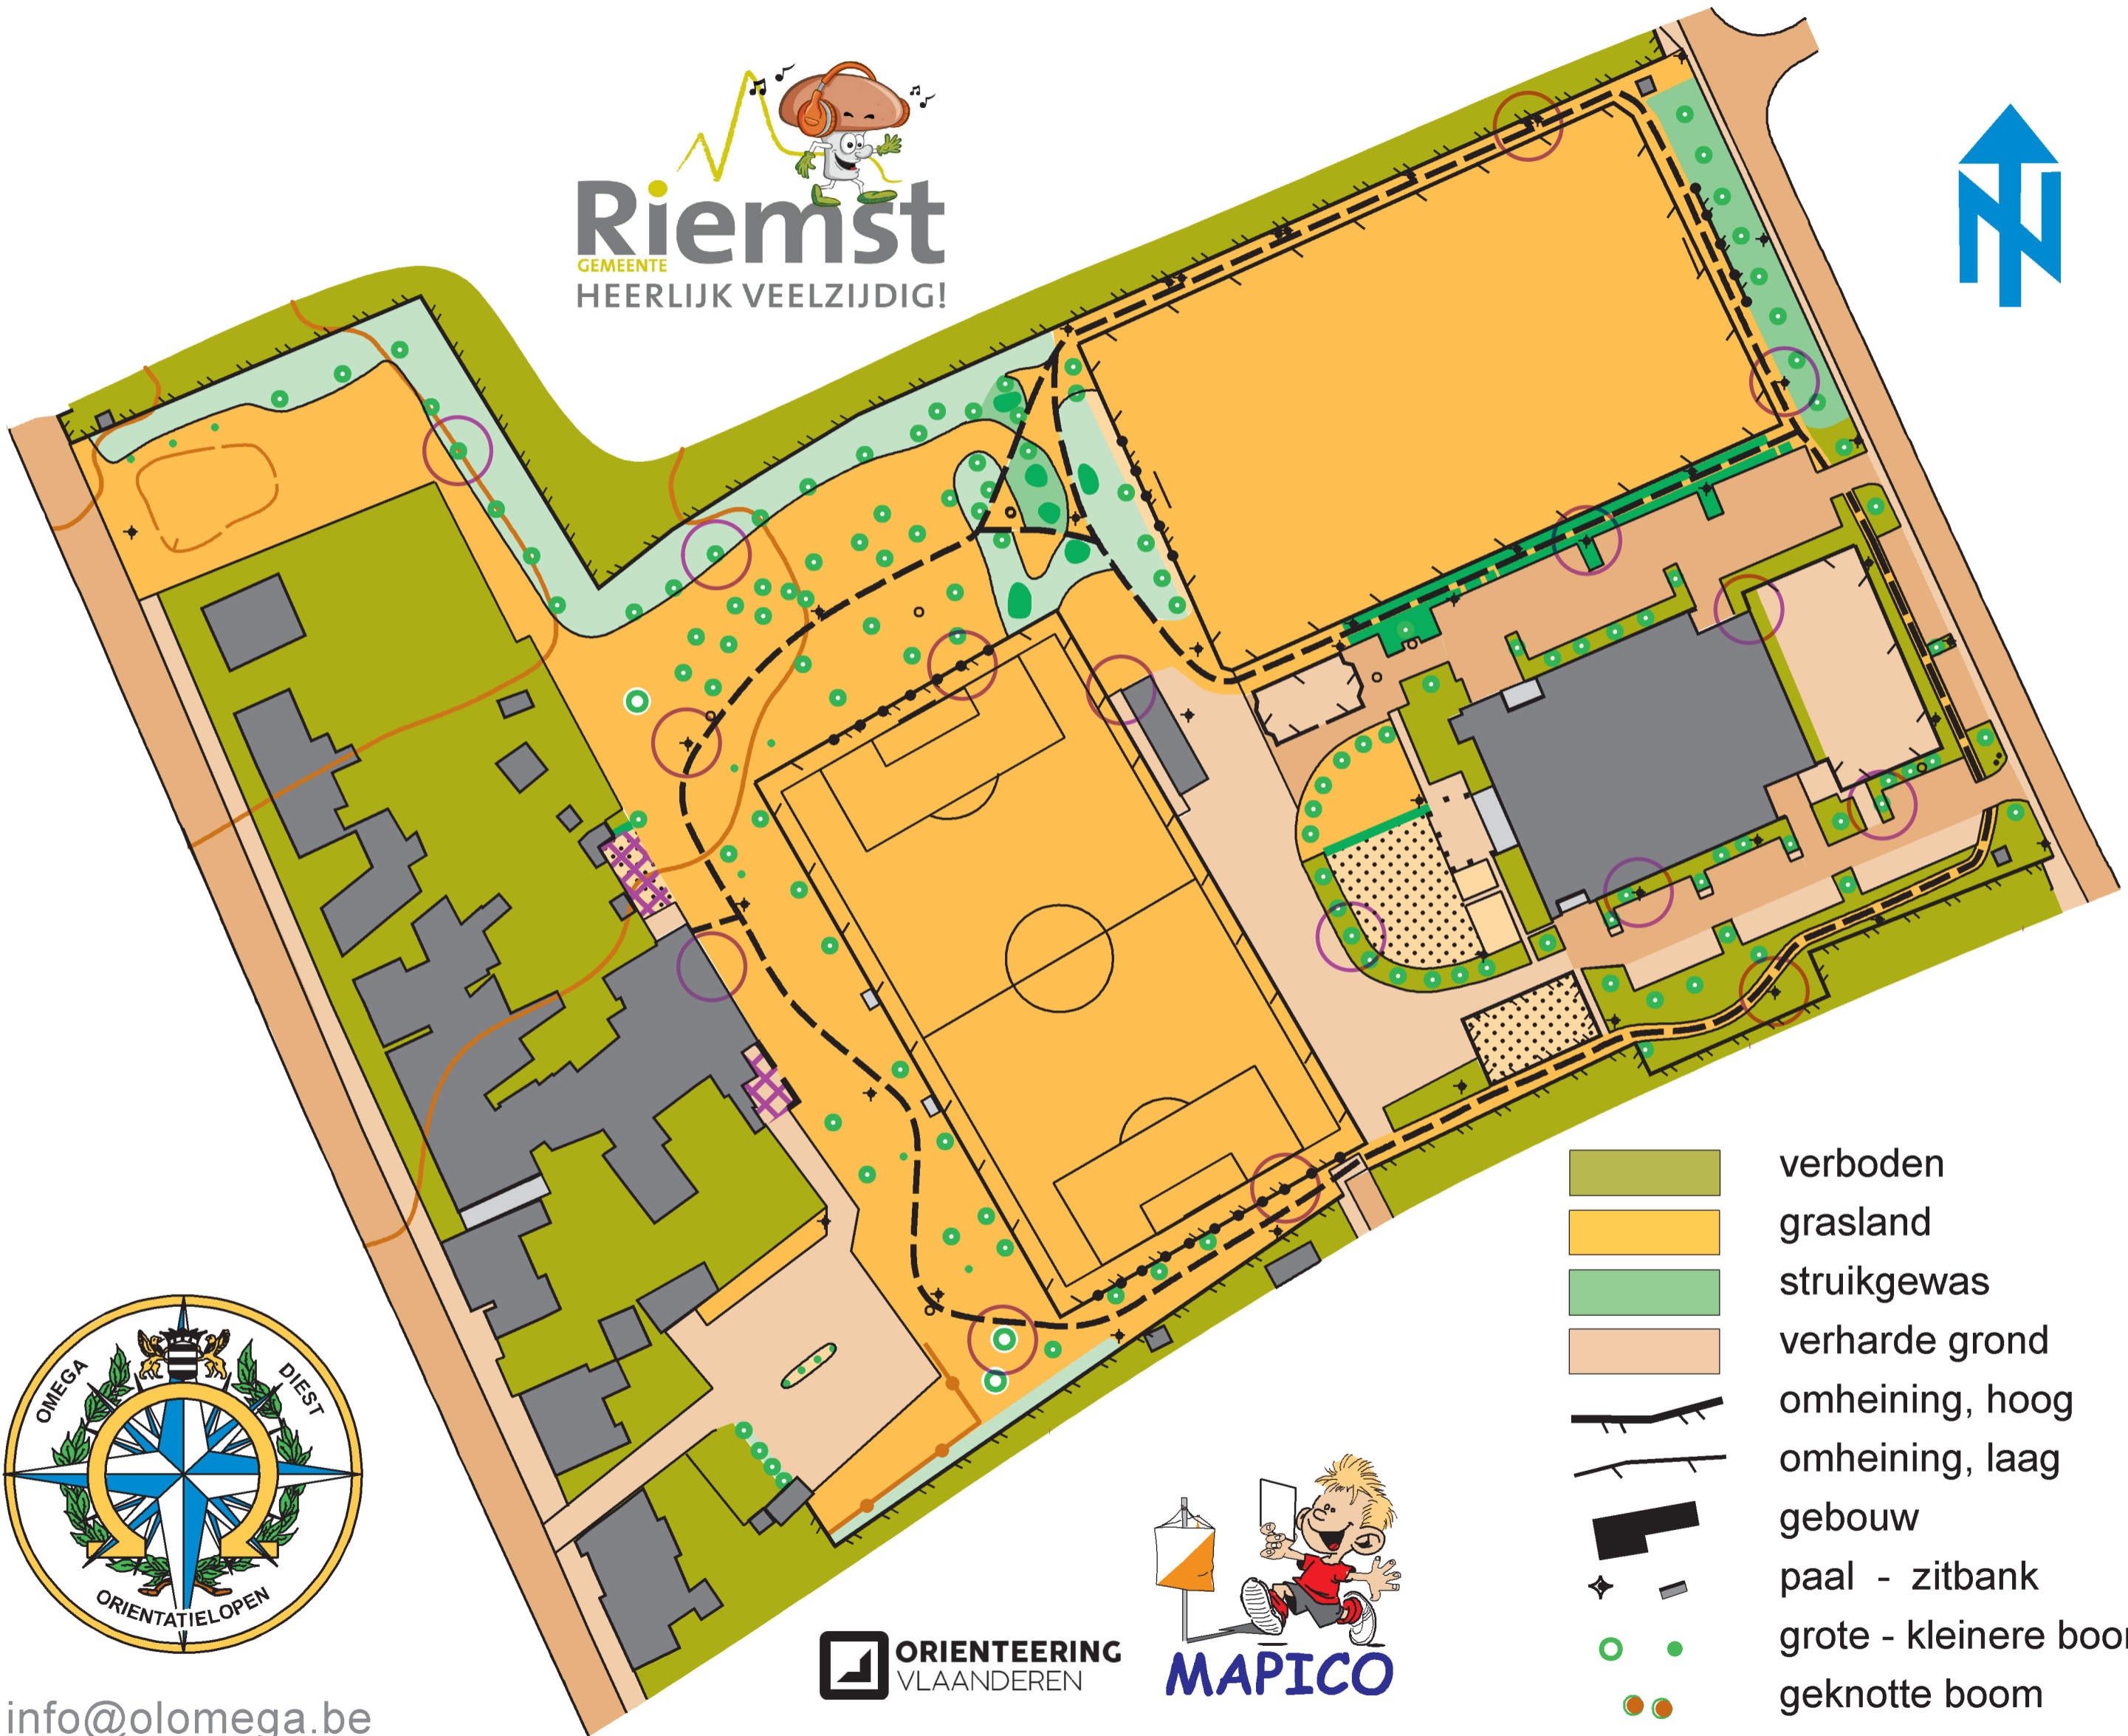 Riemst
GEMEENTE
HEERLIJK VEELZIJDIG!
N
verboden
grasland
struikgewas
verharde grond
omheining, hoog
omheining, laag
gebouw
paal - zitbank
grote - kleinere boom
geknotte boom
OMEGA DIEST
ORIENTATIELOPEN
ORIENTEERING
VLAANDEREN
MAPICO
info@olomega.be